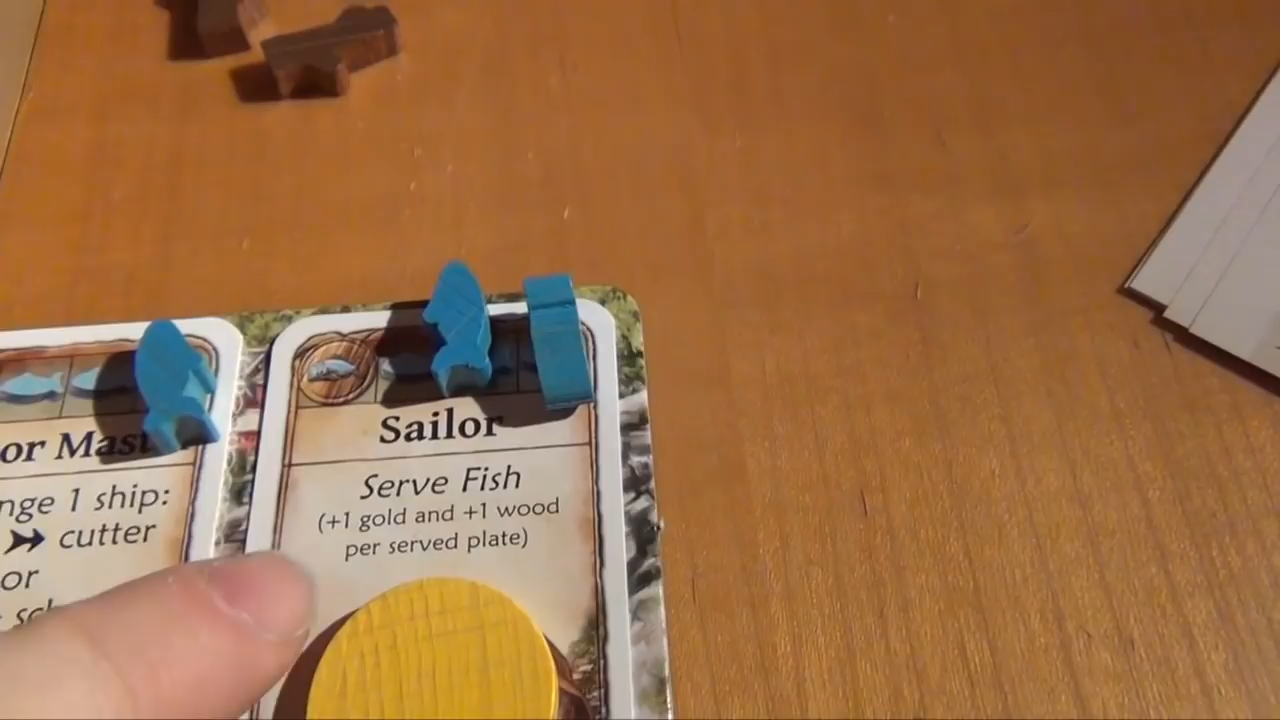 or Mast
nge 1 ship:
cutter
or
Sailor
Serve Fish
(+1 gold and +1 wood
per served plate)